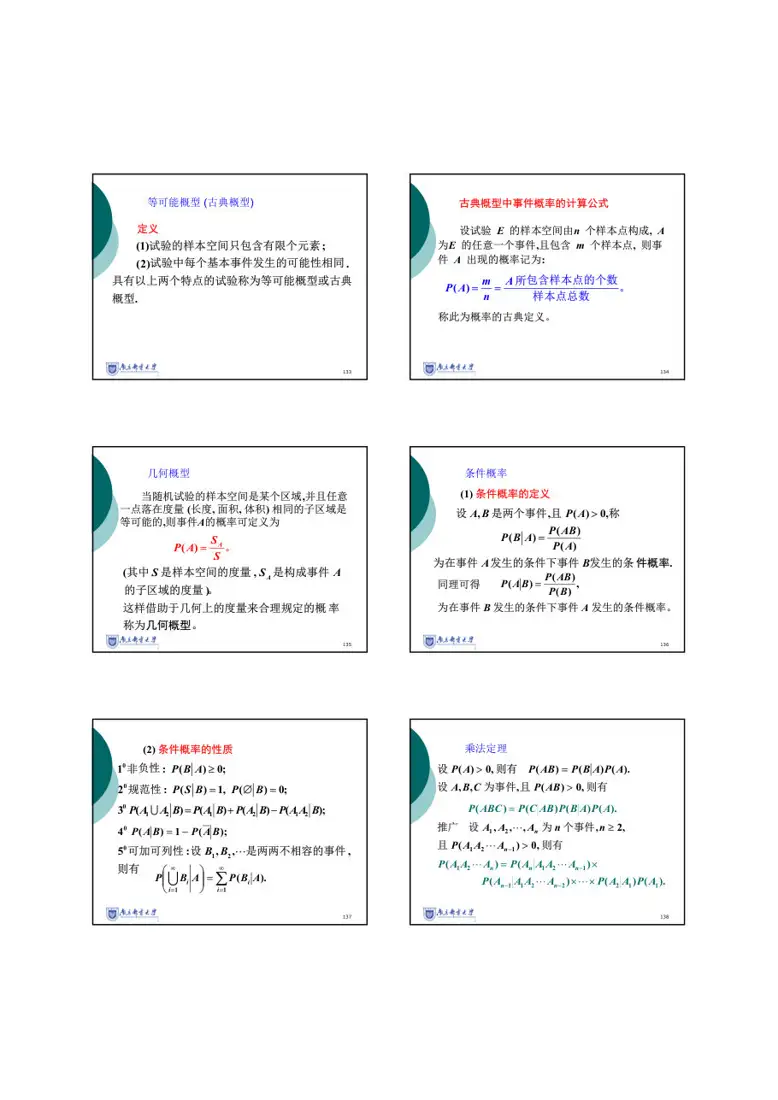 等可能概型 (古典概型)
定义
(1)试验的样本空间只包含有限个元素；
(2)试验中每个基本事件发生的可能性相同.
具有以上两个特点的试验称为等可能概型或古典
概型.
133
古典概型中事件概率的计算公式
设试验 E 的样本空间由n 个样本点构成, A
为E 的任意一个事件,且包含 m 个样本点, 则事
件 A 出现的概率记为:
P(A) = m/n = A 所包含样本点的个数/样本点总数 。
称此为概率的古典定义。
134
几何概型
当随机试验的样本空间是某个区域,并且任意
一点落在度量 (长度, 面积, 体积) 相同的子区域是
等可能的,则事件A的概率可定义为
P(A) = S_A/S 。
(其中 S 是样本空间的度量 , S_A 是构成事件 A
的子区域的度量 )。
这样借助于几何上的度量来合理规定的概 率
称为几何概型。
135
条件概率
(1) 条件概率的定义
设 A, B 是两个事件,且 P(A) > 0,称
P(B|A) = P(AB)/P(A)
为在事件 A 发生的条件下事件 B发生的条 件概率.
同理可得 P(A|B) = P(AB)/P(B),
为在事件 B 发生的条件下事件 A 发生的条件概率。
136
(2) 条件概率的性质
1⁰ 非负性 : P(B|A) ≥ 0;
2⁰ 规范性 : P(S|B) = 1, P(∅|B) = 0;
3⁰ P(A₁ ∪ A₂|B) = P(A₁|B) + P(A₂|B) − P(A₁A₂|B);
4⁰ P(A|B) = 1 − P(A̅|B);
5⁰ 可加可列性 : 设 B₁, B₂, ⋯是两两不相容的事件 ,
则有
P(⋃_{i=1}^{∞} B_i | A) = ∑_{i=1}^{∞} P(B_i|A).
137
乘法定理
设 P(A) > 0, 则有 P(AB) = P(B|A)P(A).
设 A,B,C 为事件,且 P(AB) > 0, 则有
P(ABC) = P(C|AB)P(B|A)P(A).
推广 设 A₁, A₂, ⋯, Aₙ 为 n 个事件, n ≥ 2,
且 P(A₁A₂⋯Aₙ₋₁) > 0, 则有
P(A₁A₂⋯Aₙ) = P(Aₙ|A₁A₂⋯Aₙ₋₁)×
P(Aₙ₋₁|A₁A₂⋯Aₙ₋₂)×⋯×P(A₂|A₁)P(A₁).
138